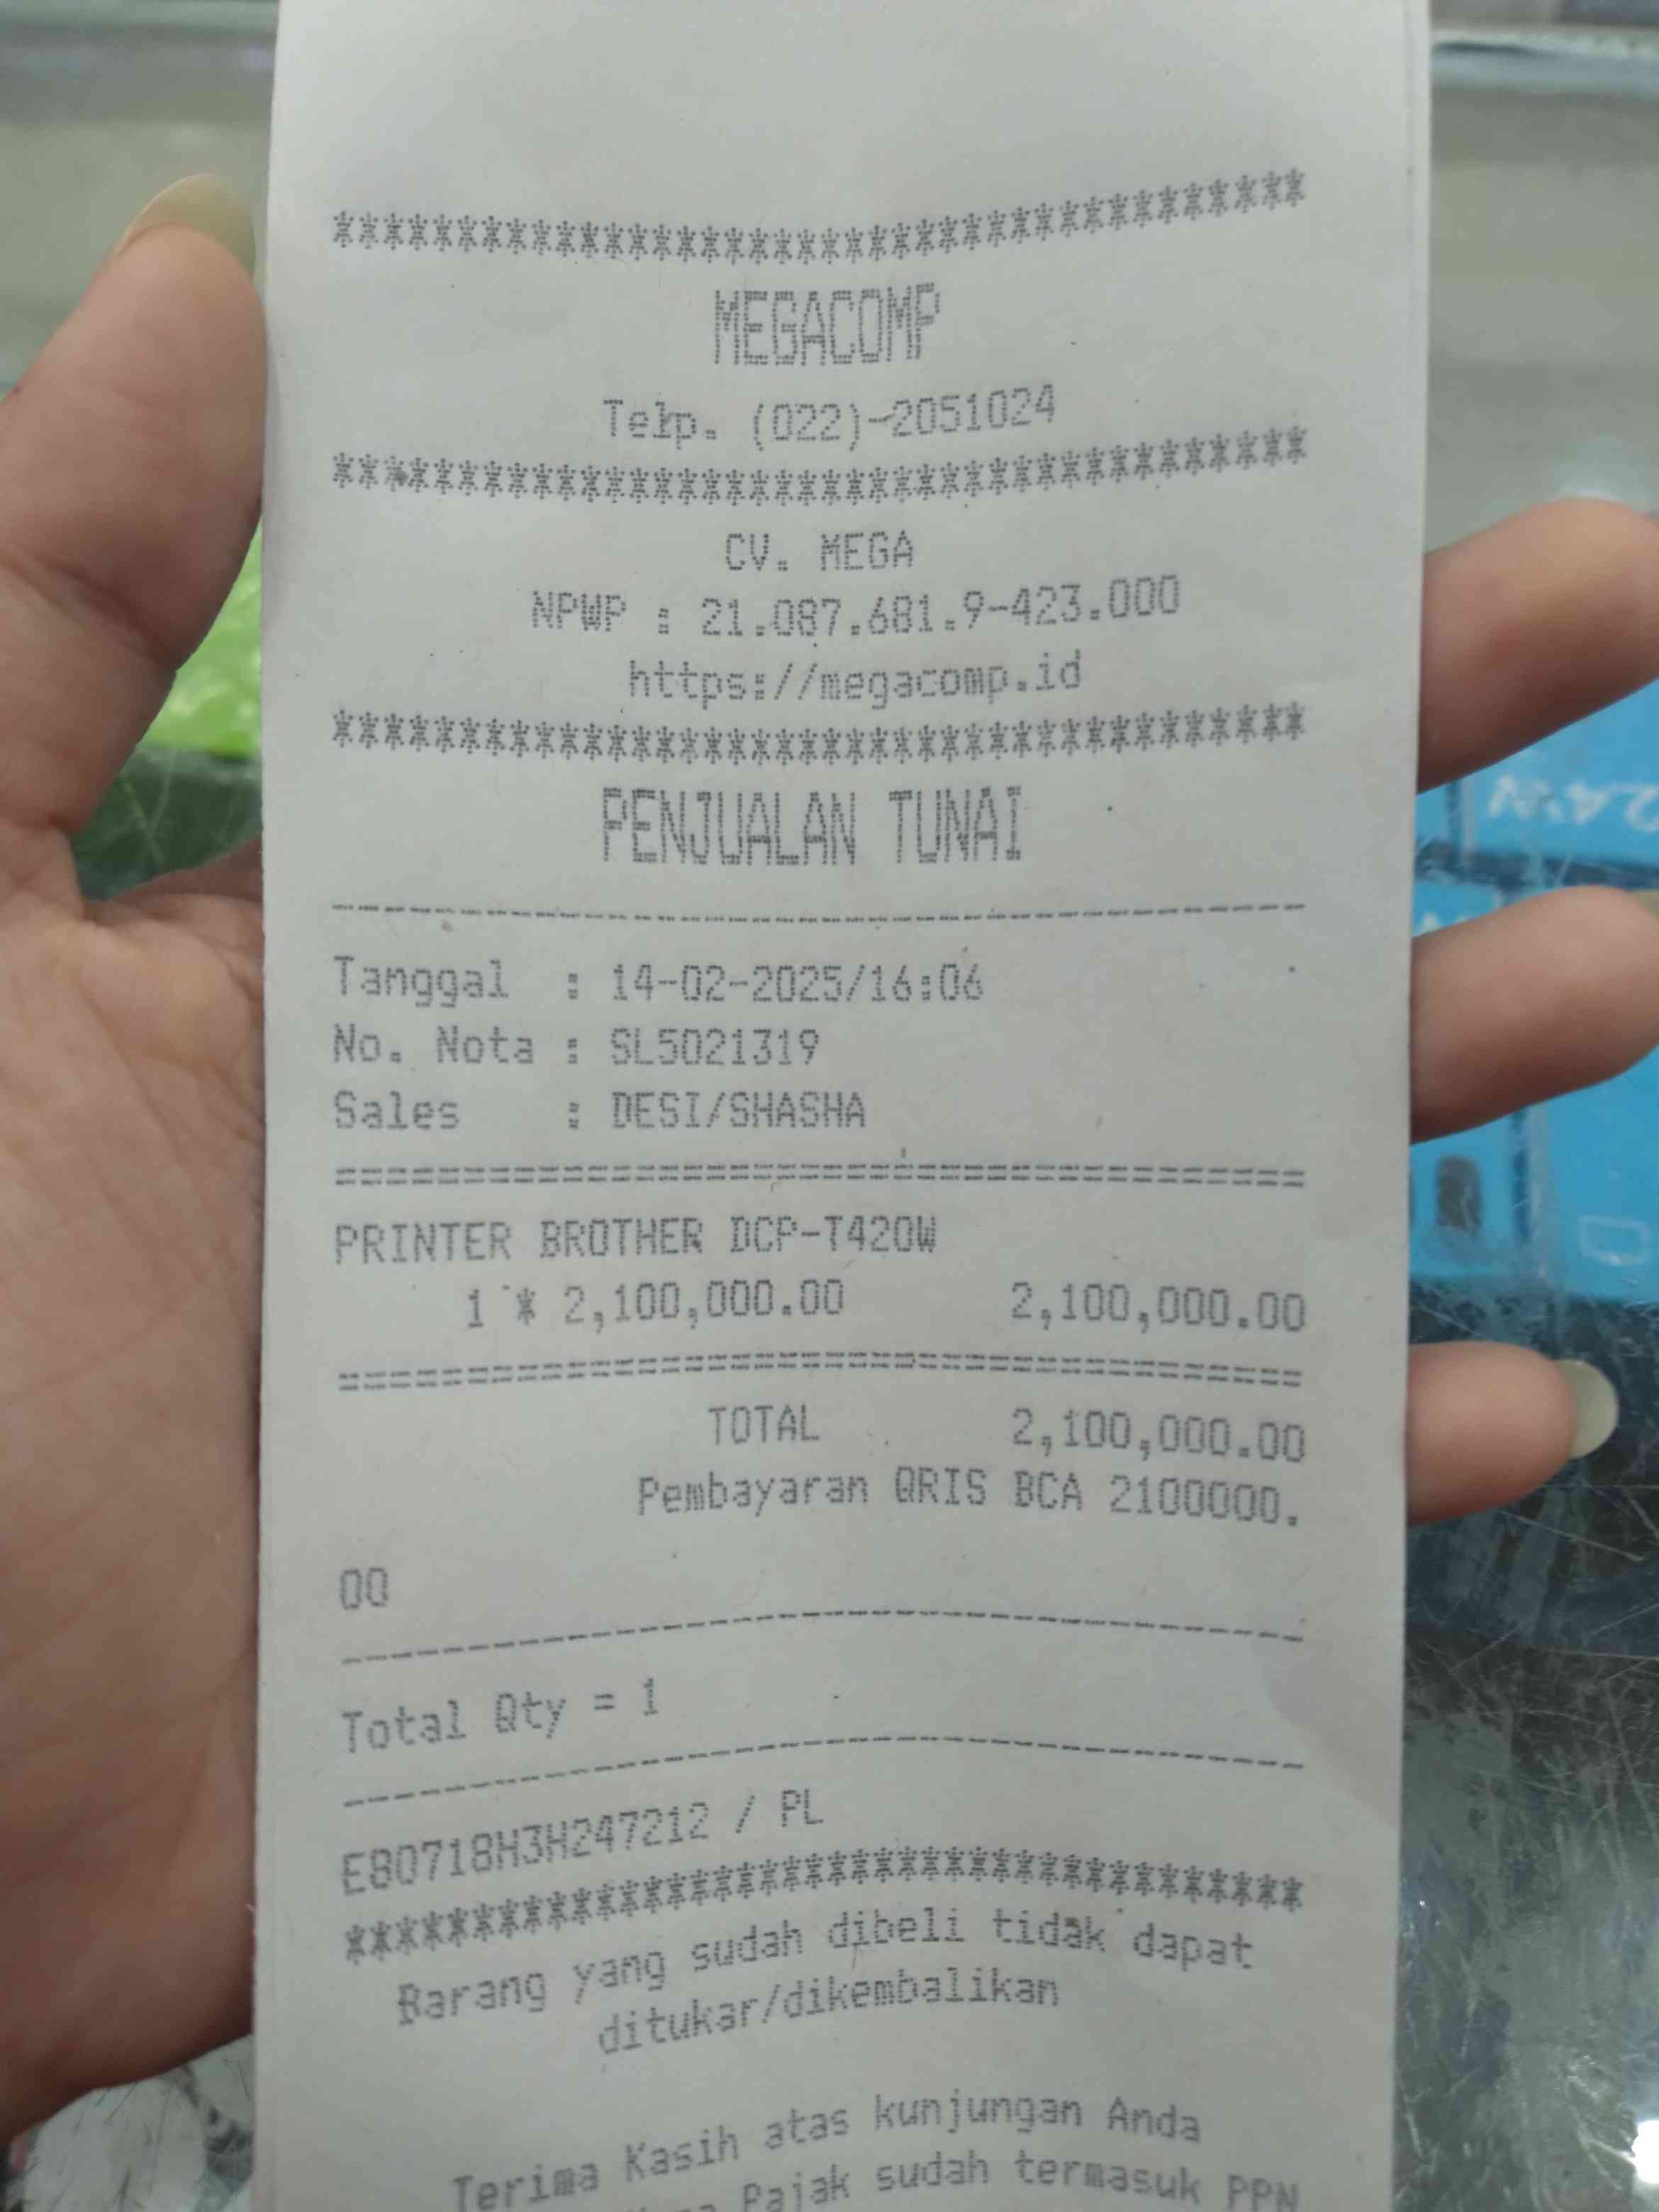 ****************************************
MEGACOMP
Telp. (022)-2051024
****************************************
CV. MEGA
NPWP : 21.087.681.9-423.000
https://megacomp.id
****************************************
PENJUALAN TUNAI
----------------------------------------
Tanggal : 14-02-2025/16:06
No. Nota : SL5021319
Sales : DESI/SHASHA
========================================
PRINTER BROTHER DCP-T420W
1 * 2,100,000.00 2,100,000.00
========================================
TOTAL 2,100,000.00
Pembayaran QRIS BCA 2100000.
00
----------------------------------------
Total Qty = 1
----------------------------------------
E80718H3H247212 / PL
****************************************
Barang yang sudah dibeli tidak dapat
ditukar/dikembalikan
Terima Kasih atas kunjungan Anda
Pajak sudah termasuk PPN